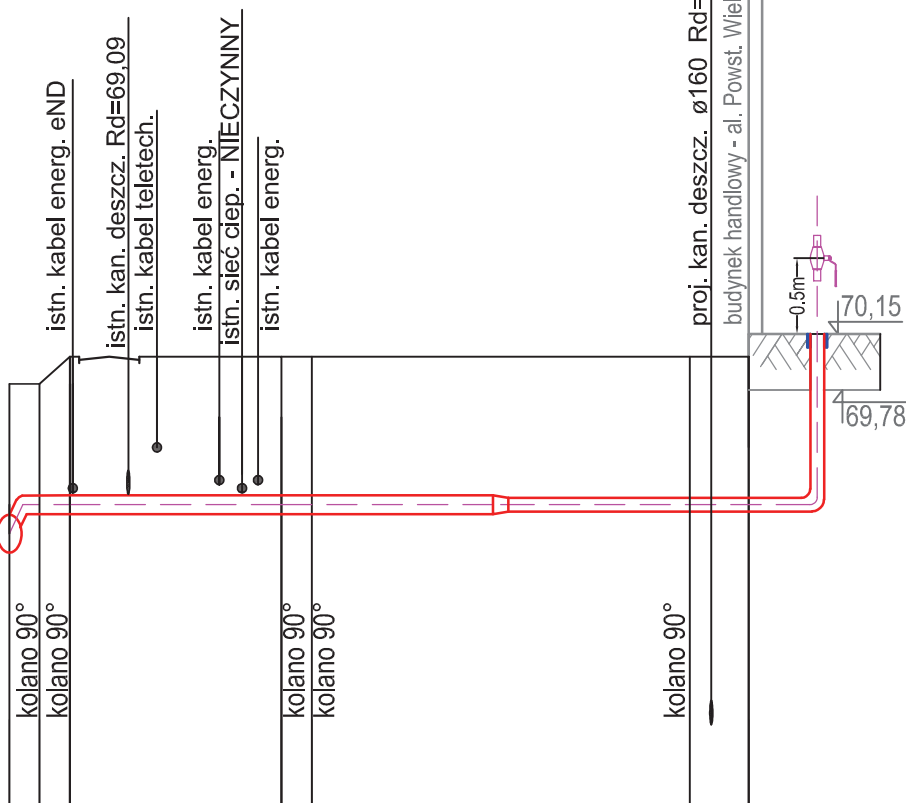 istn. kabel energ. eND
istn. kan. deszcz. Rd=69,09
istn. kabel teletech.
istn. kabel energ.
istn. sieć ciep. - NIECZYNNY
istn. kabel energ.
proj. kan. deszcz. ø160 Rd=
budynek handlowy - al. Powst.
0.5m
70,15
69,78
kolano 90°
kolano 90°
kolano 90°
kolano 90°
kolano 90°